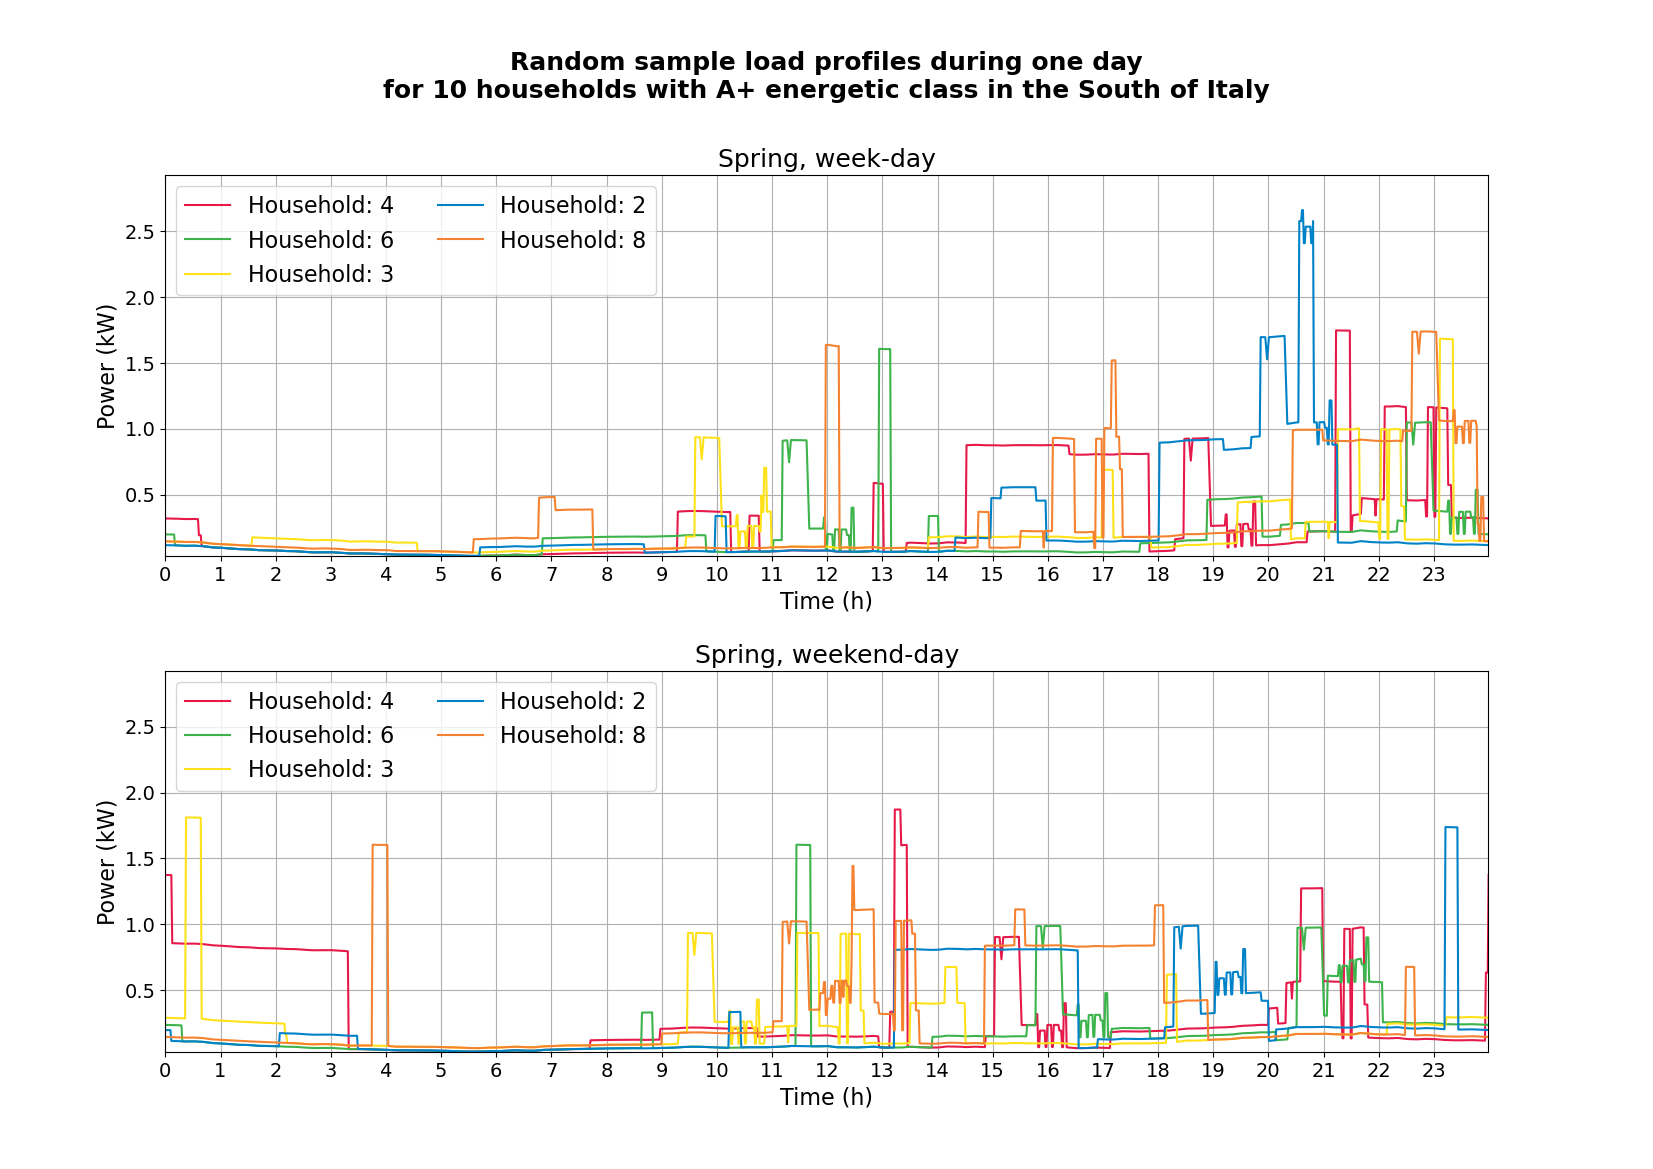 Random sample load profiles during one day
for 10 households with A+ energetic class in the South of Italy
Spring, week-day
Household: 4
Household: 6
Household: 3
Household: 2
Household: 8
Power (kW)
2.5
2.0
1.5
1.0
0.5
0 1 2 3 4 5 6 7 8 9 10 11 12 13 14 15 16 17 18 19 20 21 22 23
Time (h)
Spring, weekend-day
Household: 4
Household: 6
Household: 3
Household: 2
Household: 8
Power (kW)
2.5
2.0
1.5
1.0
0.5
0 1 2 3 4 5 6 7 8 9 10 11 12 13 14 15 16 17 18 19 20 21 22 23
Time (h)